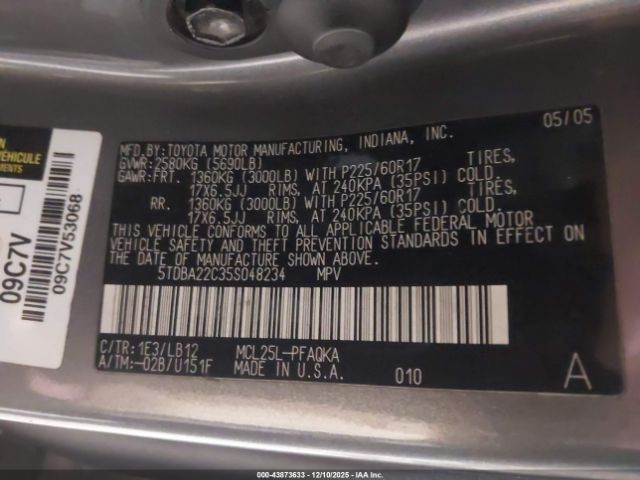 ON
VEHICULE
EMENTS
09C7V
09C7V53068
MFD.BY:TOYOTA MOTOR MANUFACTURING, INDIANA, INC. 05/05
GVWR:2580KG (5690LB)
GAWR:FRT. 1360KG (3000LB) WITH P225/60R17 TIRES,
17X6.5JJ RIMS, AT 240KPA (35PSI) COLD.
RR. 1360KG (3000LB) WITH P225/60R17 TIRES,
17X6.5JJ RIMS, AT 240KPA (35PSI) COLD.
THIS VEHICLE CONFORMS TO ALL APPLICABLE FEDERAL MOTOR
VEHICLE SAFETY AND THEFT PREVENTION STANDARDS IN EFFECT ON
THE DATE OF MANUFACTURE SHOWN ABOVE.
5TDBA22C35S048234 MPV
C/TR:1E3/LB12 MCL25L-PFAQKA
A/TM:-02B/U151F MADE IN U.S.A. 010 A
000-43873633 - 12/10/2025 - IAA Inc.